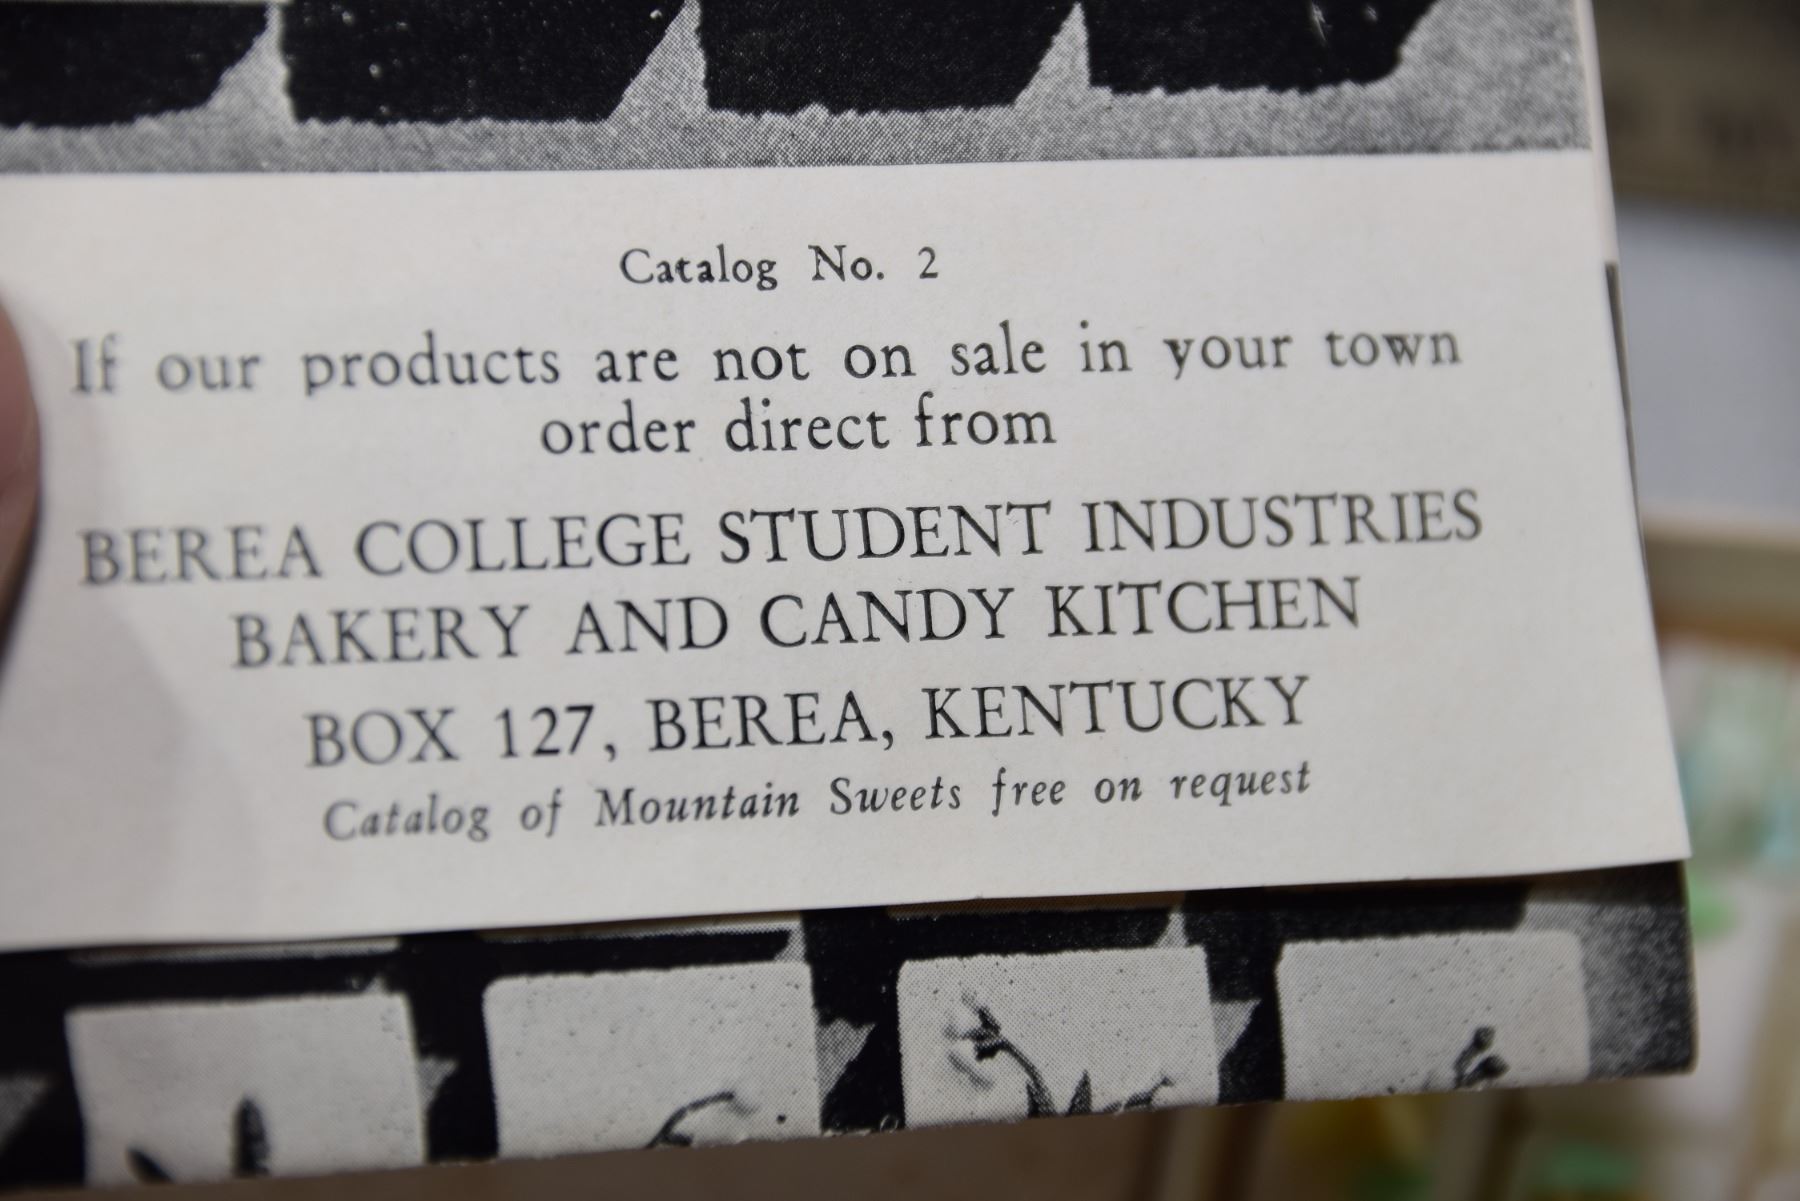 Catalog No. 2
If our products are not on sale in your town
order direct from
BEREA COLLEGE STUDENT INDUSTRIES
BAKERY AND CANDY KITCHEN
BOX 127, BEREA, KENTUCKY
Catalog of Mountain Sweets free on request